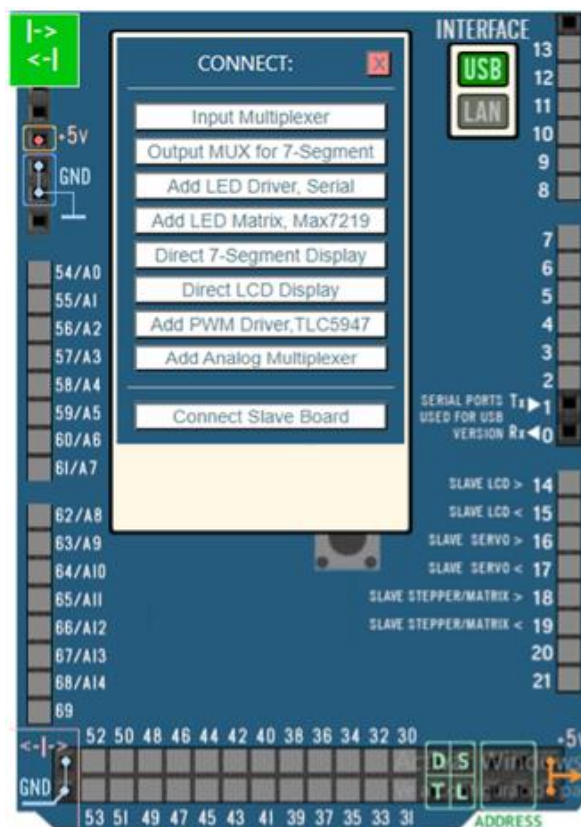 |->
<-|
CONNECT:
X
Input Multiplexer
Output MUX for 7-Segment
Add LED Driver, Serial
Add LED Matrix, Max7219
Direct 7-Segment Display
Direct LCD Display
Add PWM Driver,TLC5947
Add Analog Multiplexer
Connect Slave Board
INTERFACE
USB
LAN
+5V
GND
54/A0
55/A1
56/A2
57/A3
58/A4
59/A5
60/A6
61/A7
62/A8
63/A9
64/A10
65/A11
66/A12
67/A13
68/A14
69
13
12
11
10
9
8
7
6
5
4
3
2
SERIAL PORTS Tx 1
USED FOR USB
VERSION Rx 0
SLAVE LCD > 14
SLAVE LCD < 15
SLAVE SERVO > 16
SLAVE SERVO < 17
SLAVE STEPPER/MATRIX > 18
SLAVE STEPPER/MATRIX < 19
20
21
<-|->
GND
52 50 48 46 44 42 40 38 36 34 32 30
53 51 49 47 45 43 41 39 37 35 33 31
D S
T L
ADDRESS
+5V
Windows